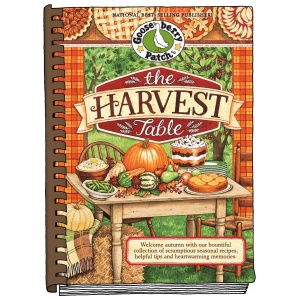 NATIONAL BEST-SELLING PUBLISHER!
Gooseberry
Patch
the
HARVEST
Table
Welcome autumn with our bountiful
collection of scrumptious seasonal recipes,
helpful tips and heartwarming memories.